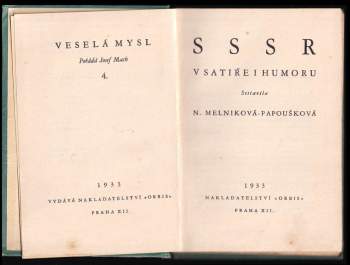 VESELÁ MYSL
Pořádá Josef Mach
4.
1933
VYDÁVÁ NAKLADATELSTVÍ »ORBIS«
PRAHA XII.
SSSR
V SATIŘE I HUMORU
Sestavila
N. MELNIKOVÁ-PAPOUŠKOVÁ
1933
NAKLADATELSTVÍ »ORBIS«
PRAHA XII.